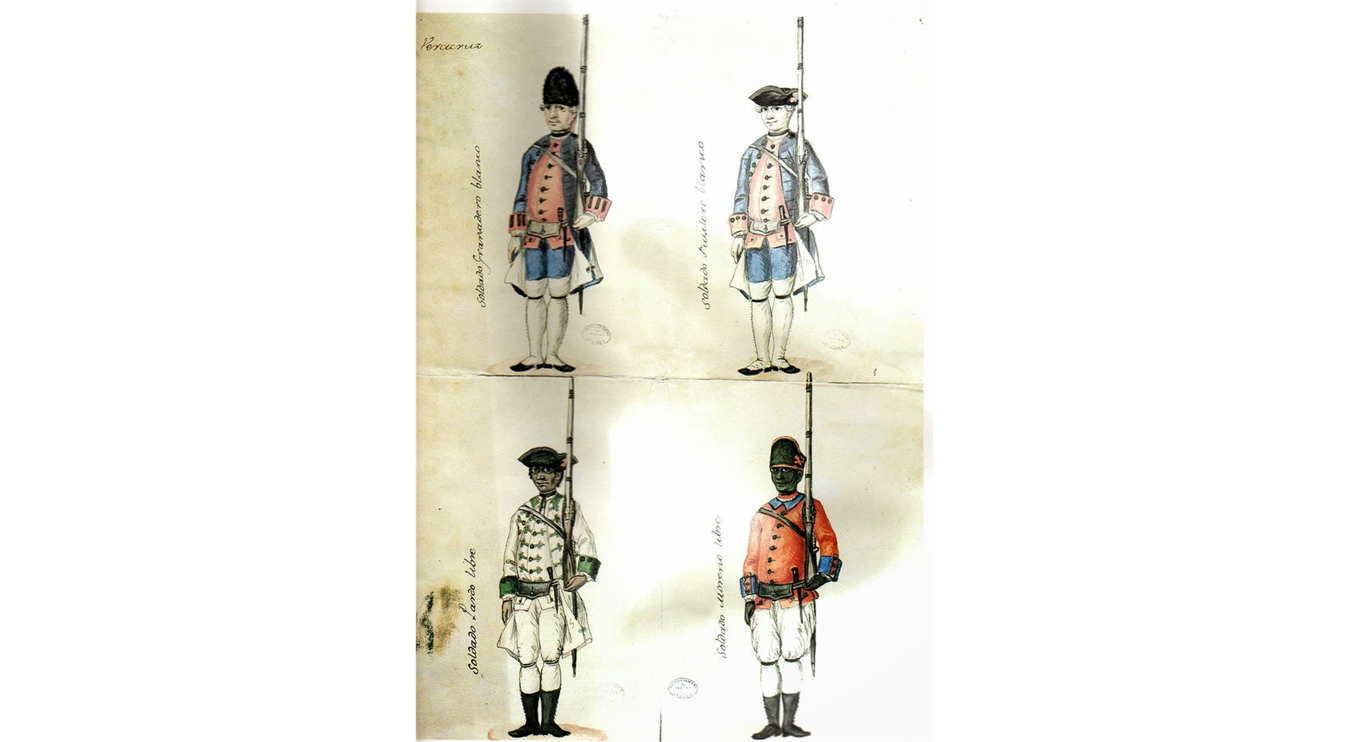 Veracruz
Soldado Granadero blanco
Soldado Fusilero blanco
Soldado Pardo libre
Soldado Moreno libre